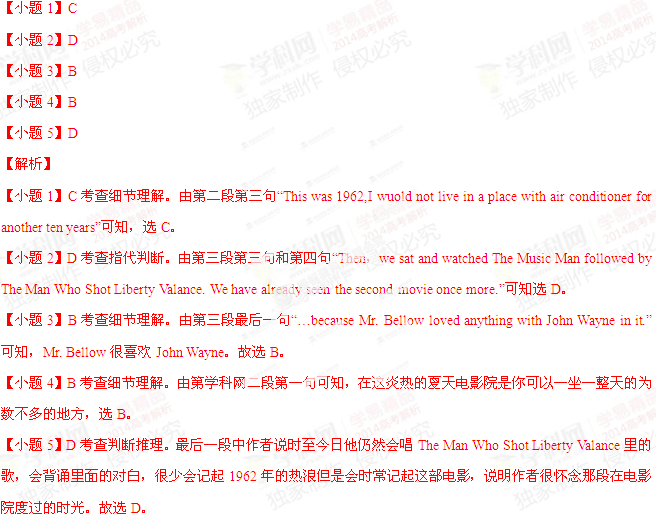 【小题 1】C
【小题 2】D
【小题 3】B
【小题 4】B
【小题 5】D
【解析】
【小题 1】C 考查细节理解。由第二段第三句“This was 1962,I wuold not live in a place with air conditioner for
another ten years”可知，选 C。
【小题 2】D 考查指代判断。由第三段第三句和第四句“Then，we sat and watched The Music Man followed by
The Man Who Shot Liberty Valance. We have already seen the second movie once more.”可知选 D。
【小题 3】B 考查细节理解。由第三段最后一句“…because Mr. Bellow loved anything with John Wayne in it.”
可知，Mr. Bellow 很喜欢 John Wayne。故选 B。
【小题 4】B 考查细节理解。由第学科网二段第一句可知，在这炎热的夏天电影院是你可以一坐一整天的为
数不多的地方，选 B。
【小题 5】D 考查判断推理。最后一段中作者说时至今日他仍然会唱 The Man Who Shot Liberty Valance 里的
歌，会背诵里面的对白，很少会记起 1962 年的热浪但是会时常记起这部电影，说明作者很怀念那段在电影
院度过的时光。故选 D。